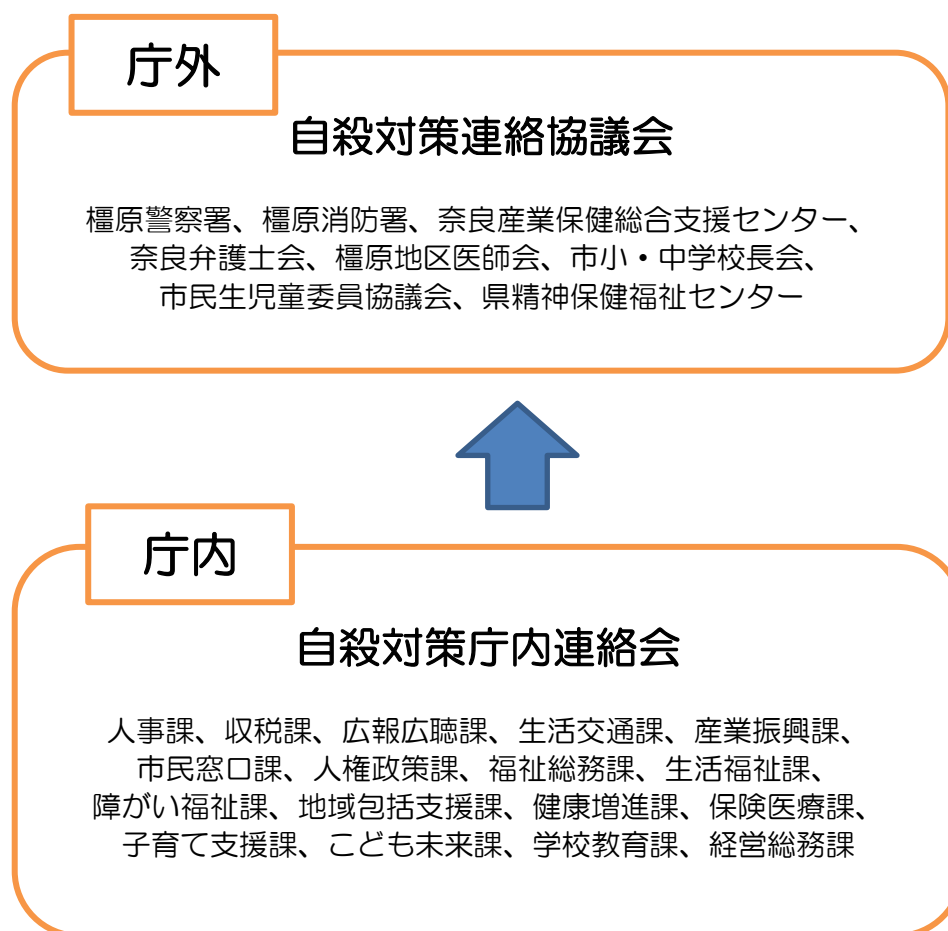 庁外
自殺対策連絡協議会
橿原警察署、橿原消防署、奈良産業保健総合支援センター、
奈良弁護士会、橿原地区医師会、市小・中学校長会、
市民生児童委員協議会、県精神保健福祉センター
庁内
自殺対策庁内連絡会
人事課、収税課、広報広聴課、生活交通課、産業振興課、
市民窓口課、人権政策課、福祉総務課、生活福祉課、
障がい福祉課、地域包括支援課、健康増進課、保険医療課、
子育て支援課、こども未来課、学校教育課、経営総務課